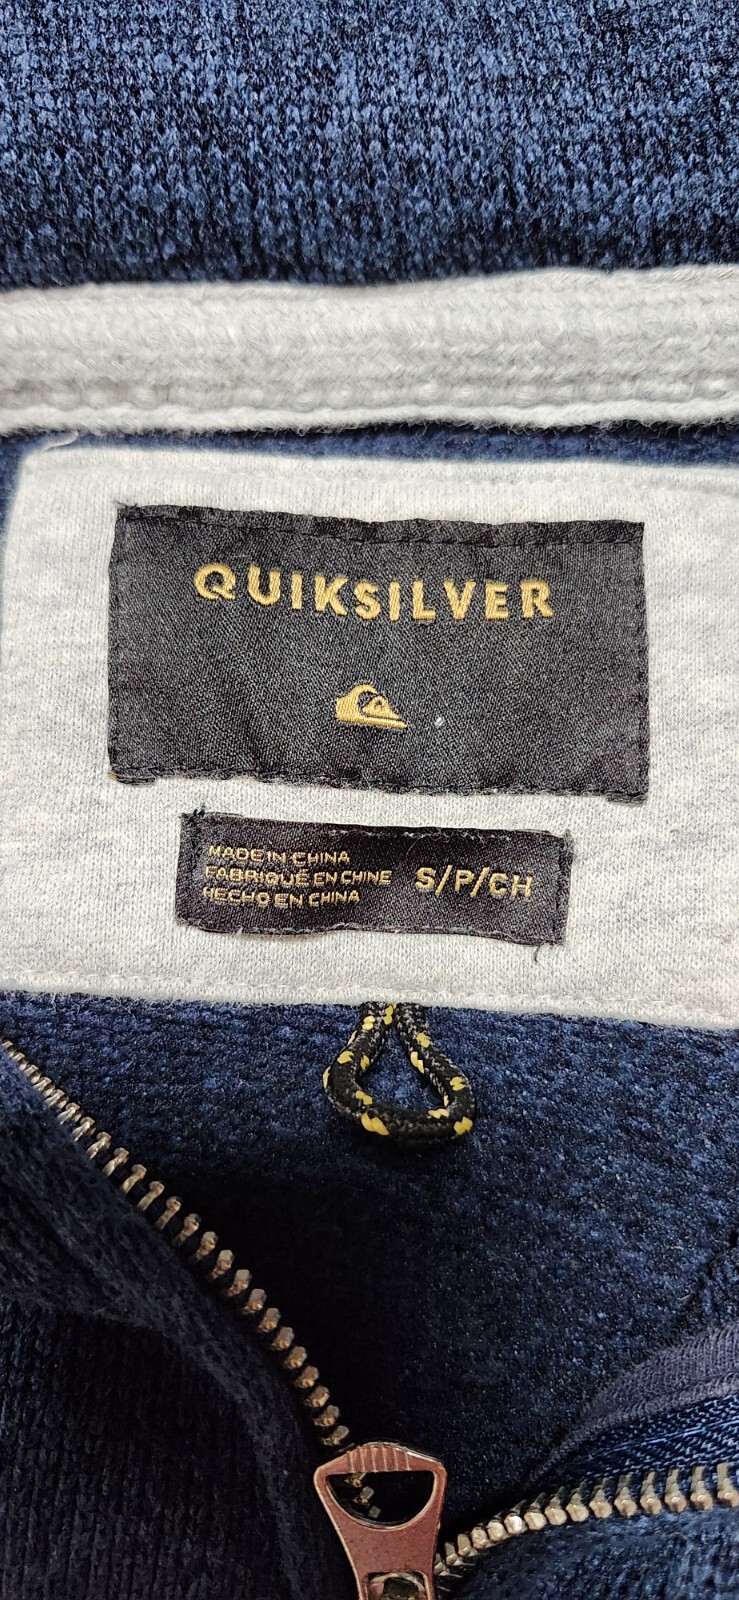 QUIKSILVER
MADE IN CHINA
FABRIQUÉ EN CHINE
HECHO EN CHINA
S/P/CH